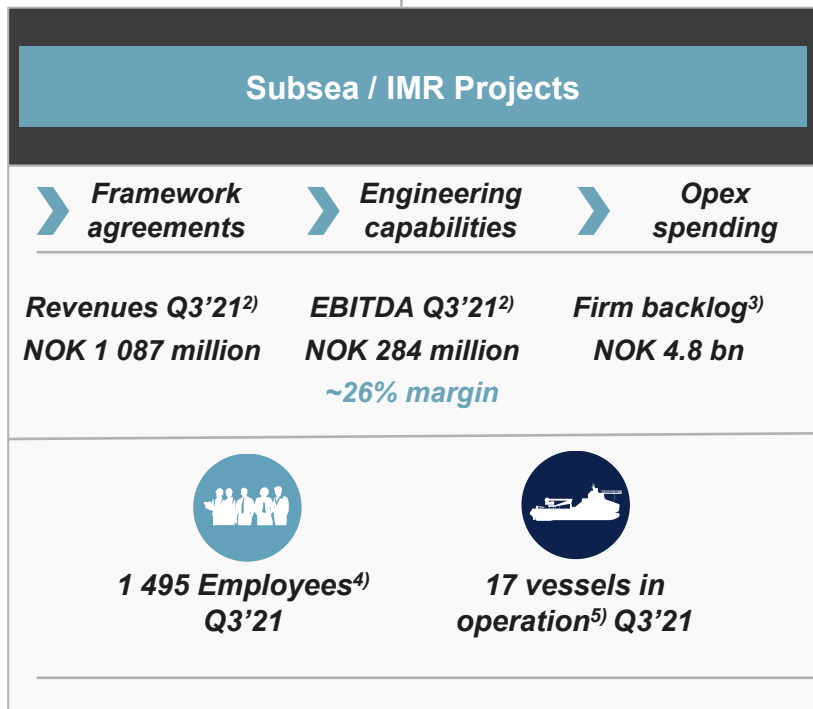 Subsea / IMR Projects
Framework agreements
Engineering capabilities
Opex spending
Revenues Q3’21²⁾
NOK 1 087 million
EBITDA Q3’21²⁾
NOK 284 million
~26% margin
Firm backlog³⁾
NOK 4.8 bn
1 495 Employees⁴⁾
Q3’21
17 vessels in
operation⁵⁾ Q3’21